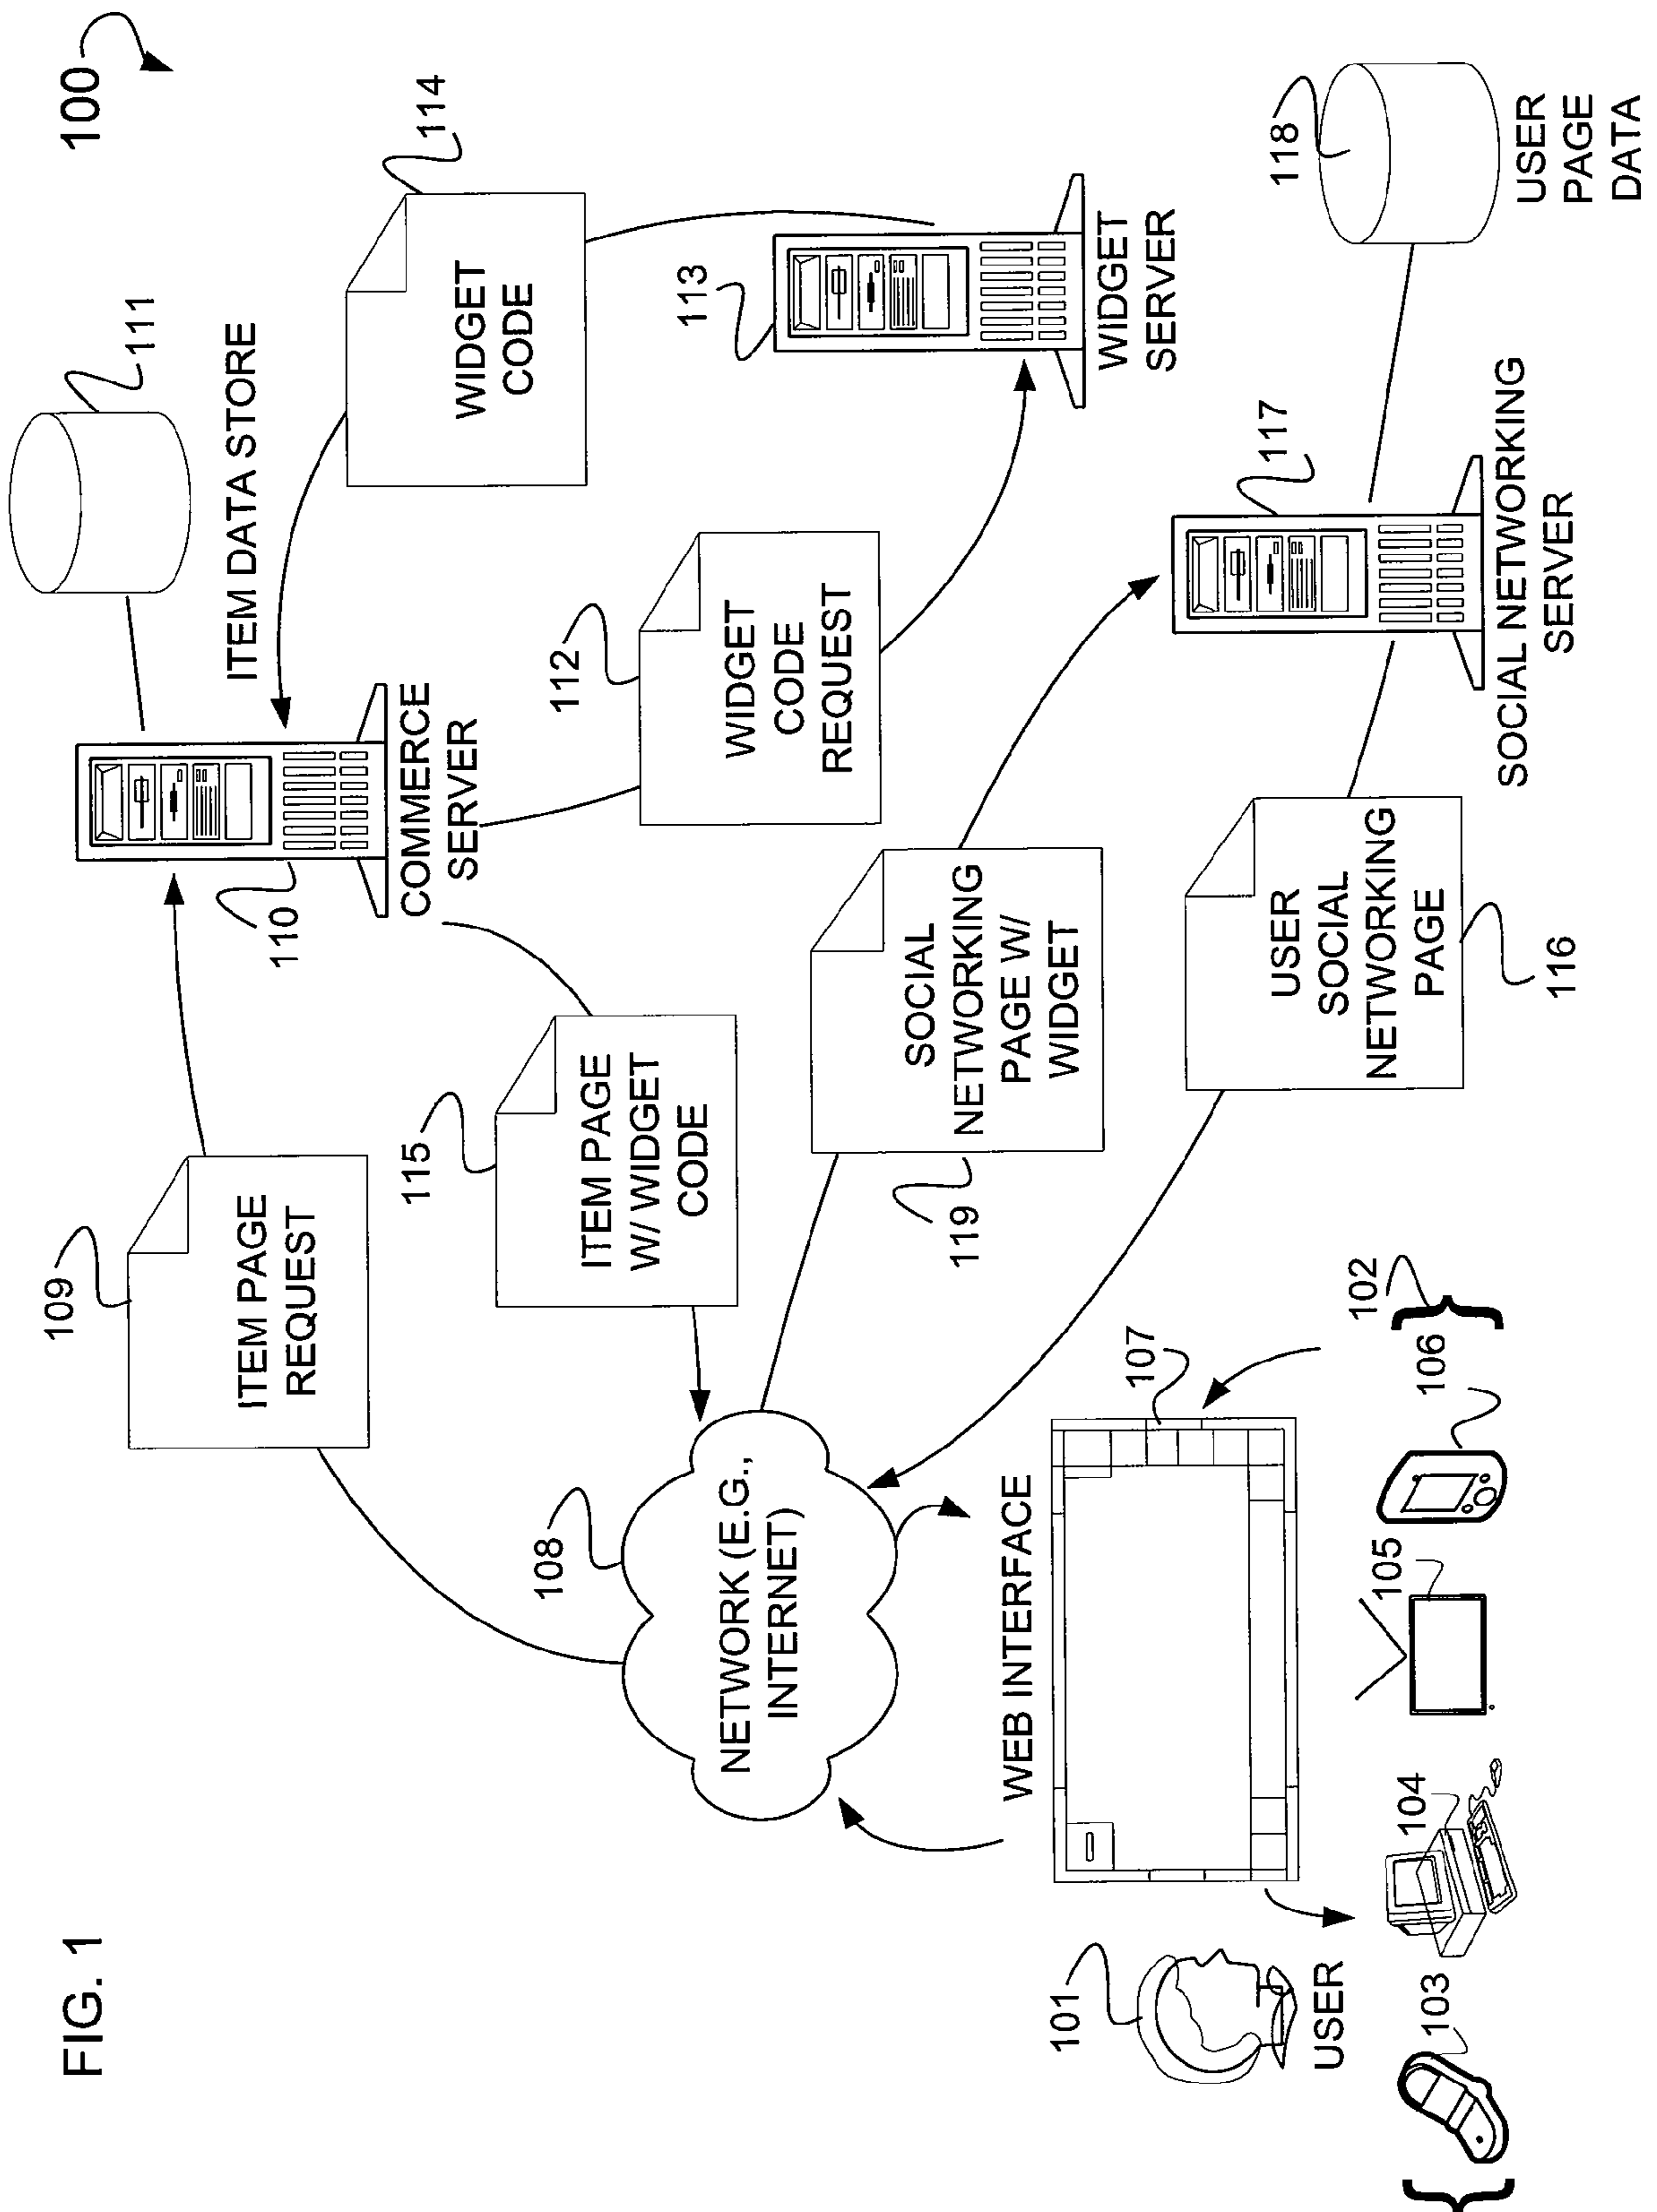 FIG. 1
100
109
ITEM PAGE
REQUEST
110
COMMERCE
SERVER
111
ITEM DATA STORE
114
WIDGET
CODE
115
ITEM PAGE
W/ WIDGET
CODE
112
WIDGET
CODE
REQUEST
113
WIDGET
SERVER
108
NETWORK (E.G.,
INTERNET)
119
SOCIAL
NETWORKING
PAGE W/
WIDGET
117
SOCIAL NETWORKING
SERVER
118
USER
PAGE
DATA
116
USER
SOCIAL
NETWORKING
PAGE
WEB INTERFACE
107
101
USER
102
103
104
105
106